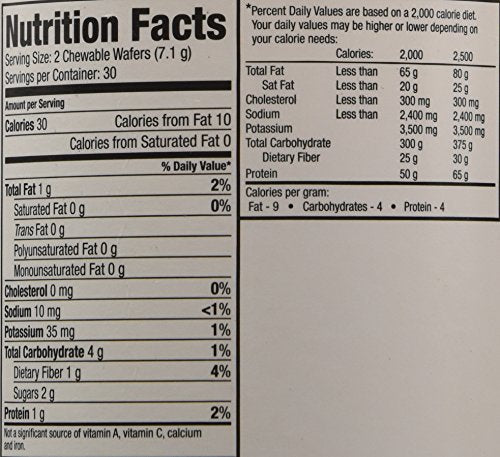 Nutrition Facts
Serving Size: 2 Chewable Wafers (7.1 g)
Servings per Container: 30
Amount per Serving
Calories 30 Calories from Fat 10
Calories from Saturated Fat 0
% Daily Value*
Total Fat 1 g 2%
Saturated Fat 0 g 0%
Trans Fat 0 g
Polyunsaturated Fat 0 g
Monounsaturated Fat 0 g
Cholesterol 0 mg 0%
Sodium 10 mg <1%
Potassium 35 mg 1%
Total Carbohydrate 4 g 1%
Dietary Fiber 1 g 4%
Sugars 2 g
Protein 1 g 2%
Not a significant source of vitamin A, vitamin C, calcium
and iron.
*Percent Daily Values are based on a 2,000 calorie diet.
Your daily values may be higher or lower depending on
your calorie needs:
Calories: 2,000 2,500
Total Fat Less than 65 g 80 g
Sat Fat Less than 20 g 25 g
Cholesterol Less than 300 mg 300 mg
Sodium Less than 2,400 mg 2,400 mg
Potassium 3,500 mg 3,500 mg
Total Carbohydrate 300 g 375 g
Dietary Fiber 25 g 30 g
Protein 50 g 65 g
Calories per gram:
Fat - 9 • Carbohydrates - 4 • Protein - 4